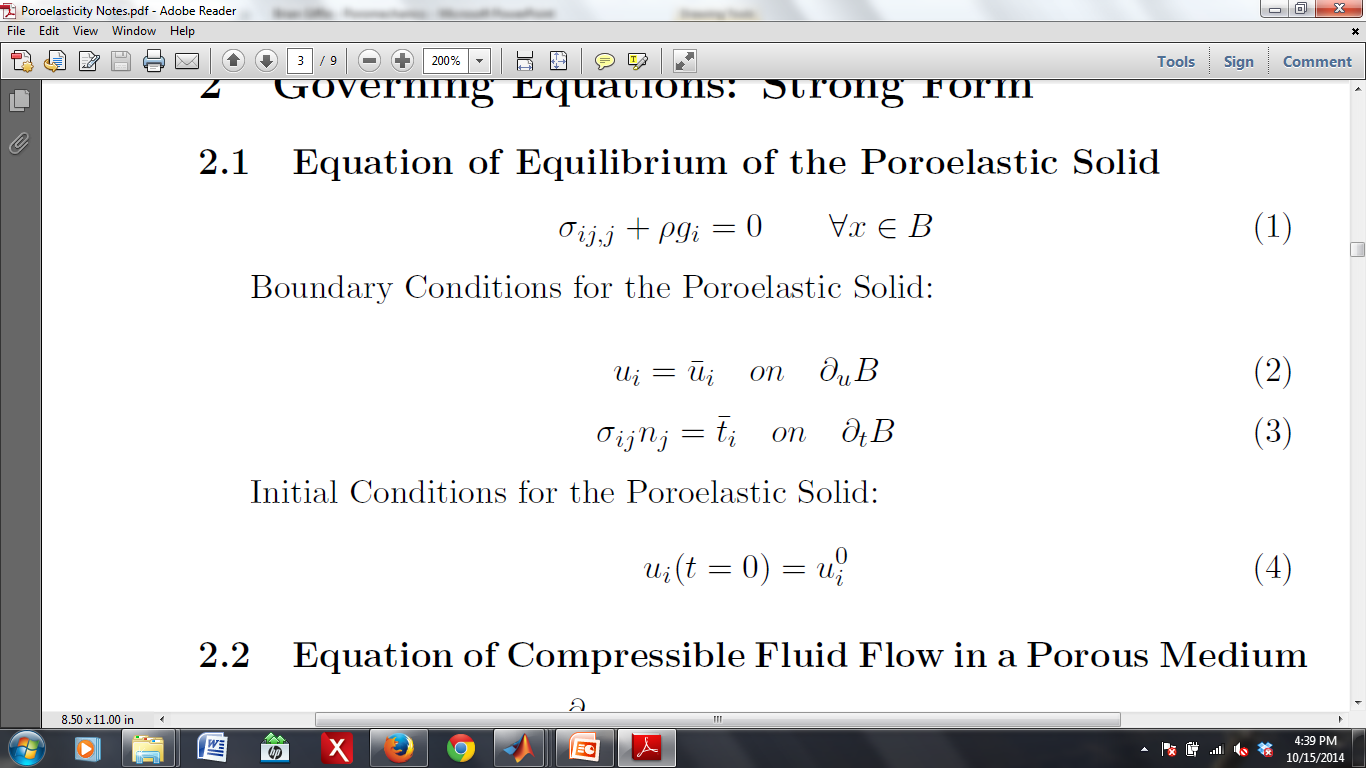 Poroelasticity Notes.pdf - Adobe Reader
File Edit View Window Help
3 / 9 200% Tools Sign Comment
2 Governing Equations: Strong Form
2.1 Equation of Equilibrium of the Poroelastic Solid
σ_{ij,j} + ρg_i = 0 ∀x ∈ B (1)
Boundary Conditions for the Poroelastic Solid:
u_i = ū_i on ∂_uB (2)
σ_{ij}n_j = t̄_i on ∂_tB (3)
Initial Conditions for the Poroelastic Solid:
u_i(t = 0) = u_i^0 (4)
2.2 Equation of Compressible Fluid Flow in a Porous Medium
∂
8.50 x 11.00 in
4:39 PM
10/15/2014